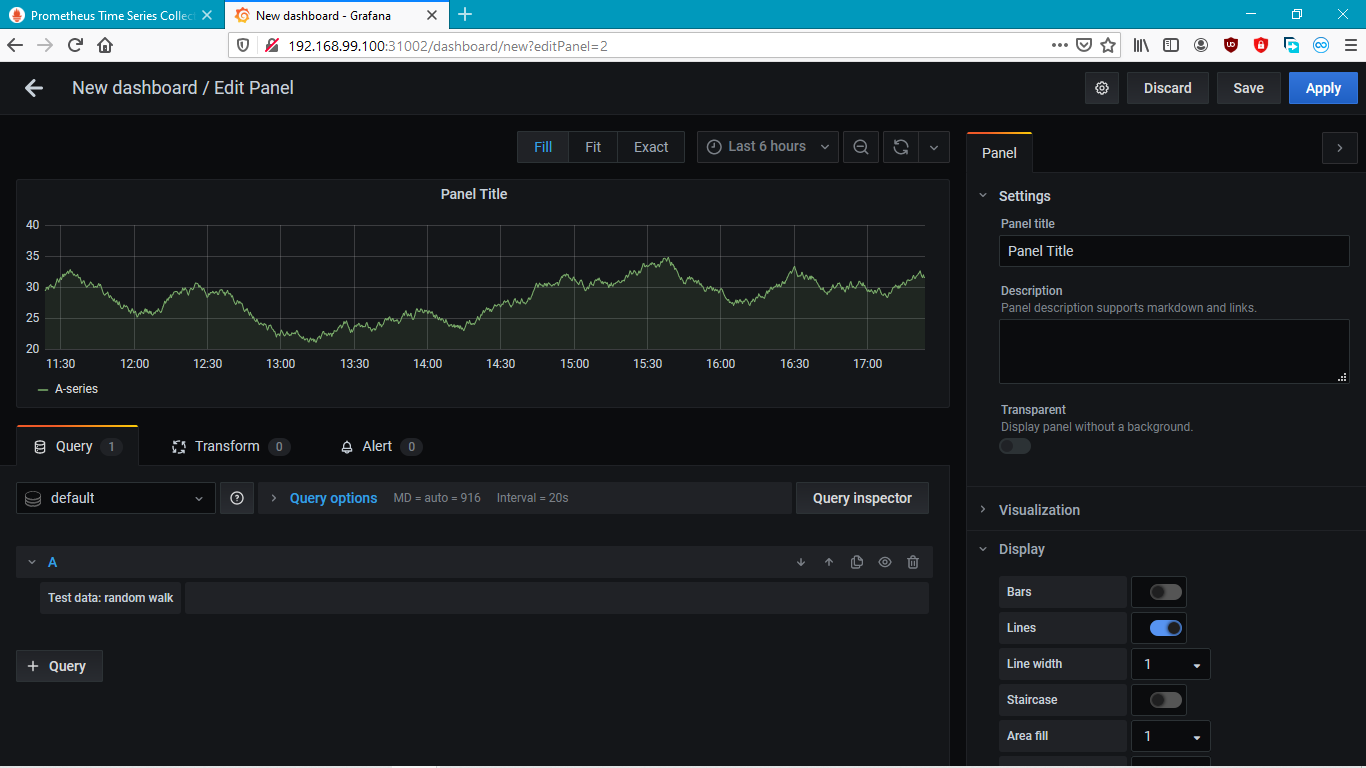 Prometheus Time Series Collec
New dashboard - Grafana
192.168.99.100:31002/dashboard/new?editPanel=2
New dashboard / Edit Panel
Discard
Save
Apply
Fill
Fit
Exact
Last 6 hours
Panel Title
40
35
30
25
20
11:30
12:00
12:30
13:00
13:30
14:00
14:30
15:00
15:30
16:00
16:30
17:00
A-series
Query 1
Transform 0
Alert 0
default
Query options
MD = auto = 916
Interval = 20s
Query inspector
A
Test data: random walk
+ Query
Panel
Settings
Panel title
Panel Title
Description
Panel description supports markdown and links.
Transparent
Display panel without a background.
Visualization
Display
Bars
Lines
Line width
1
Staircase
Area fill
1